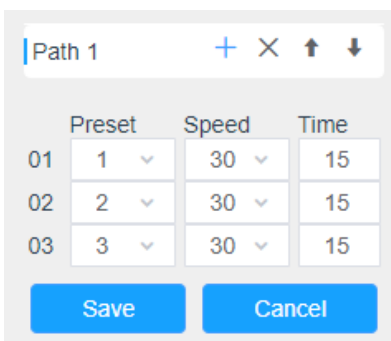 Path 1
Preset Speed Time
01 1 30 15
02 2 30 15
03 3 30 15
Save Cancel